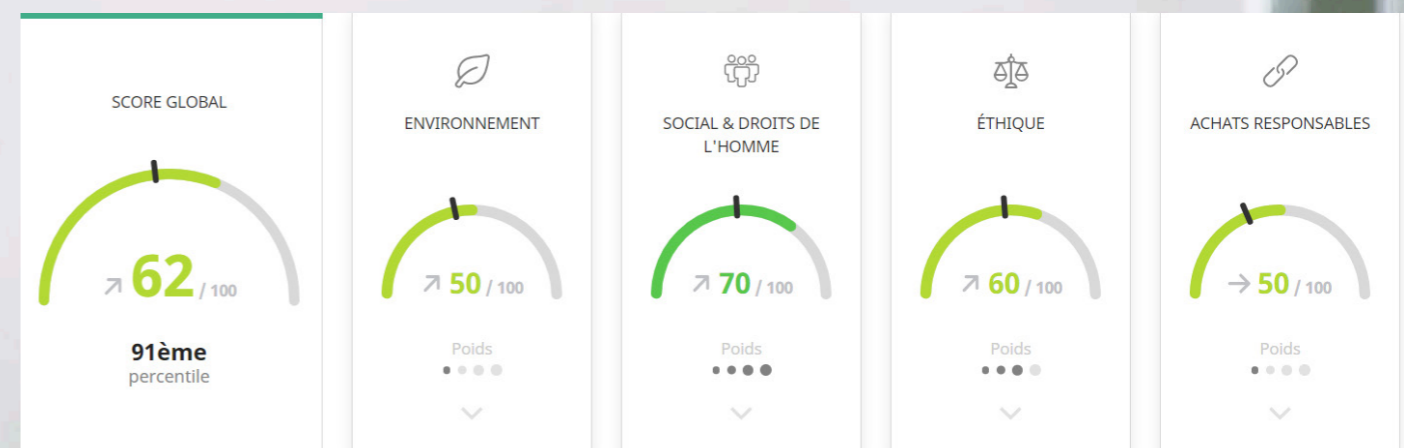 SCORE GLOBAL
62 / 100
91ème
percentile
ENVIRONNEMENT
50 / 100
Poids
SOCIAL & DROITS DE
L'HOMME
70 / 100
Poids
ÉTHIQUE
60 / 100
Poids
ACHATS RESPONSABLES
50 / 100
Poids